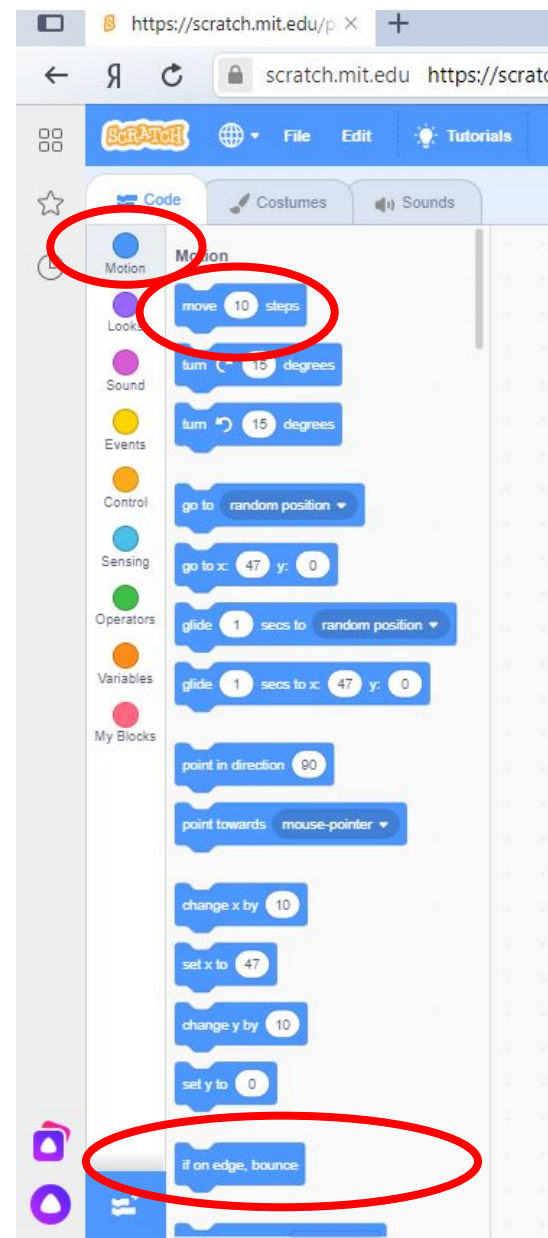 https://scratch.mit.edu/p
Я scratch.mit.edu https://scrat
SCRATCH File Edit Tutorials
Code Costumes Sounds
Motion
Looks
Sound
Events
Control
Sensing
Operators
Variables
My Blocks
Motion
move 10 steps
turn 15 degrees
turn 15 degrees
go to random position
go to x: 47 y: 0
glide 1 secs to random position
glide 1 secs to x: 47 y: 0
point in direction 90
point towards mouse-pointer
change x by 10
set x to 47
change y by 10
set y to 0
if on edge, bounce